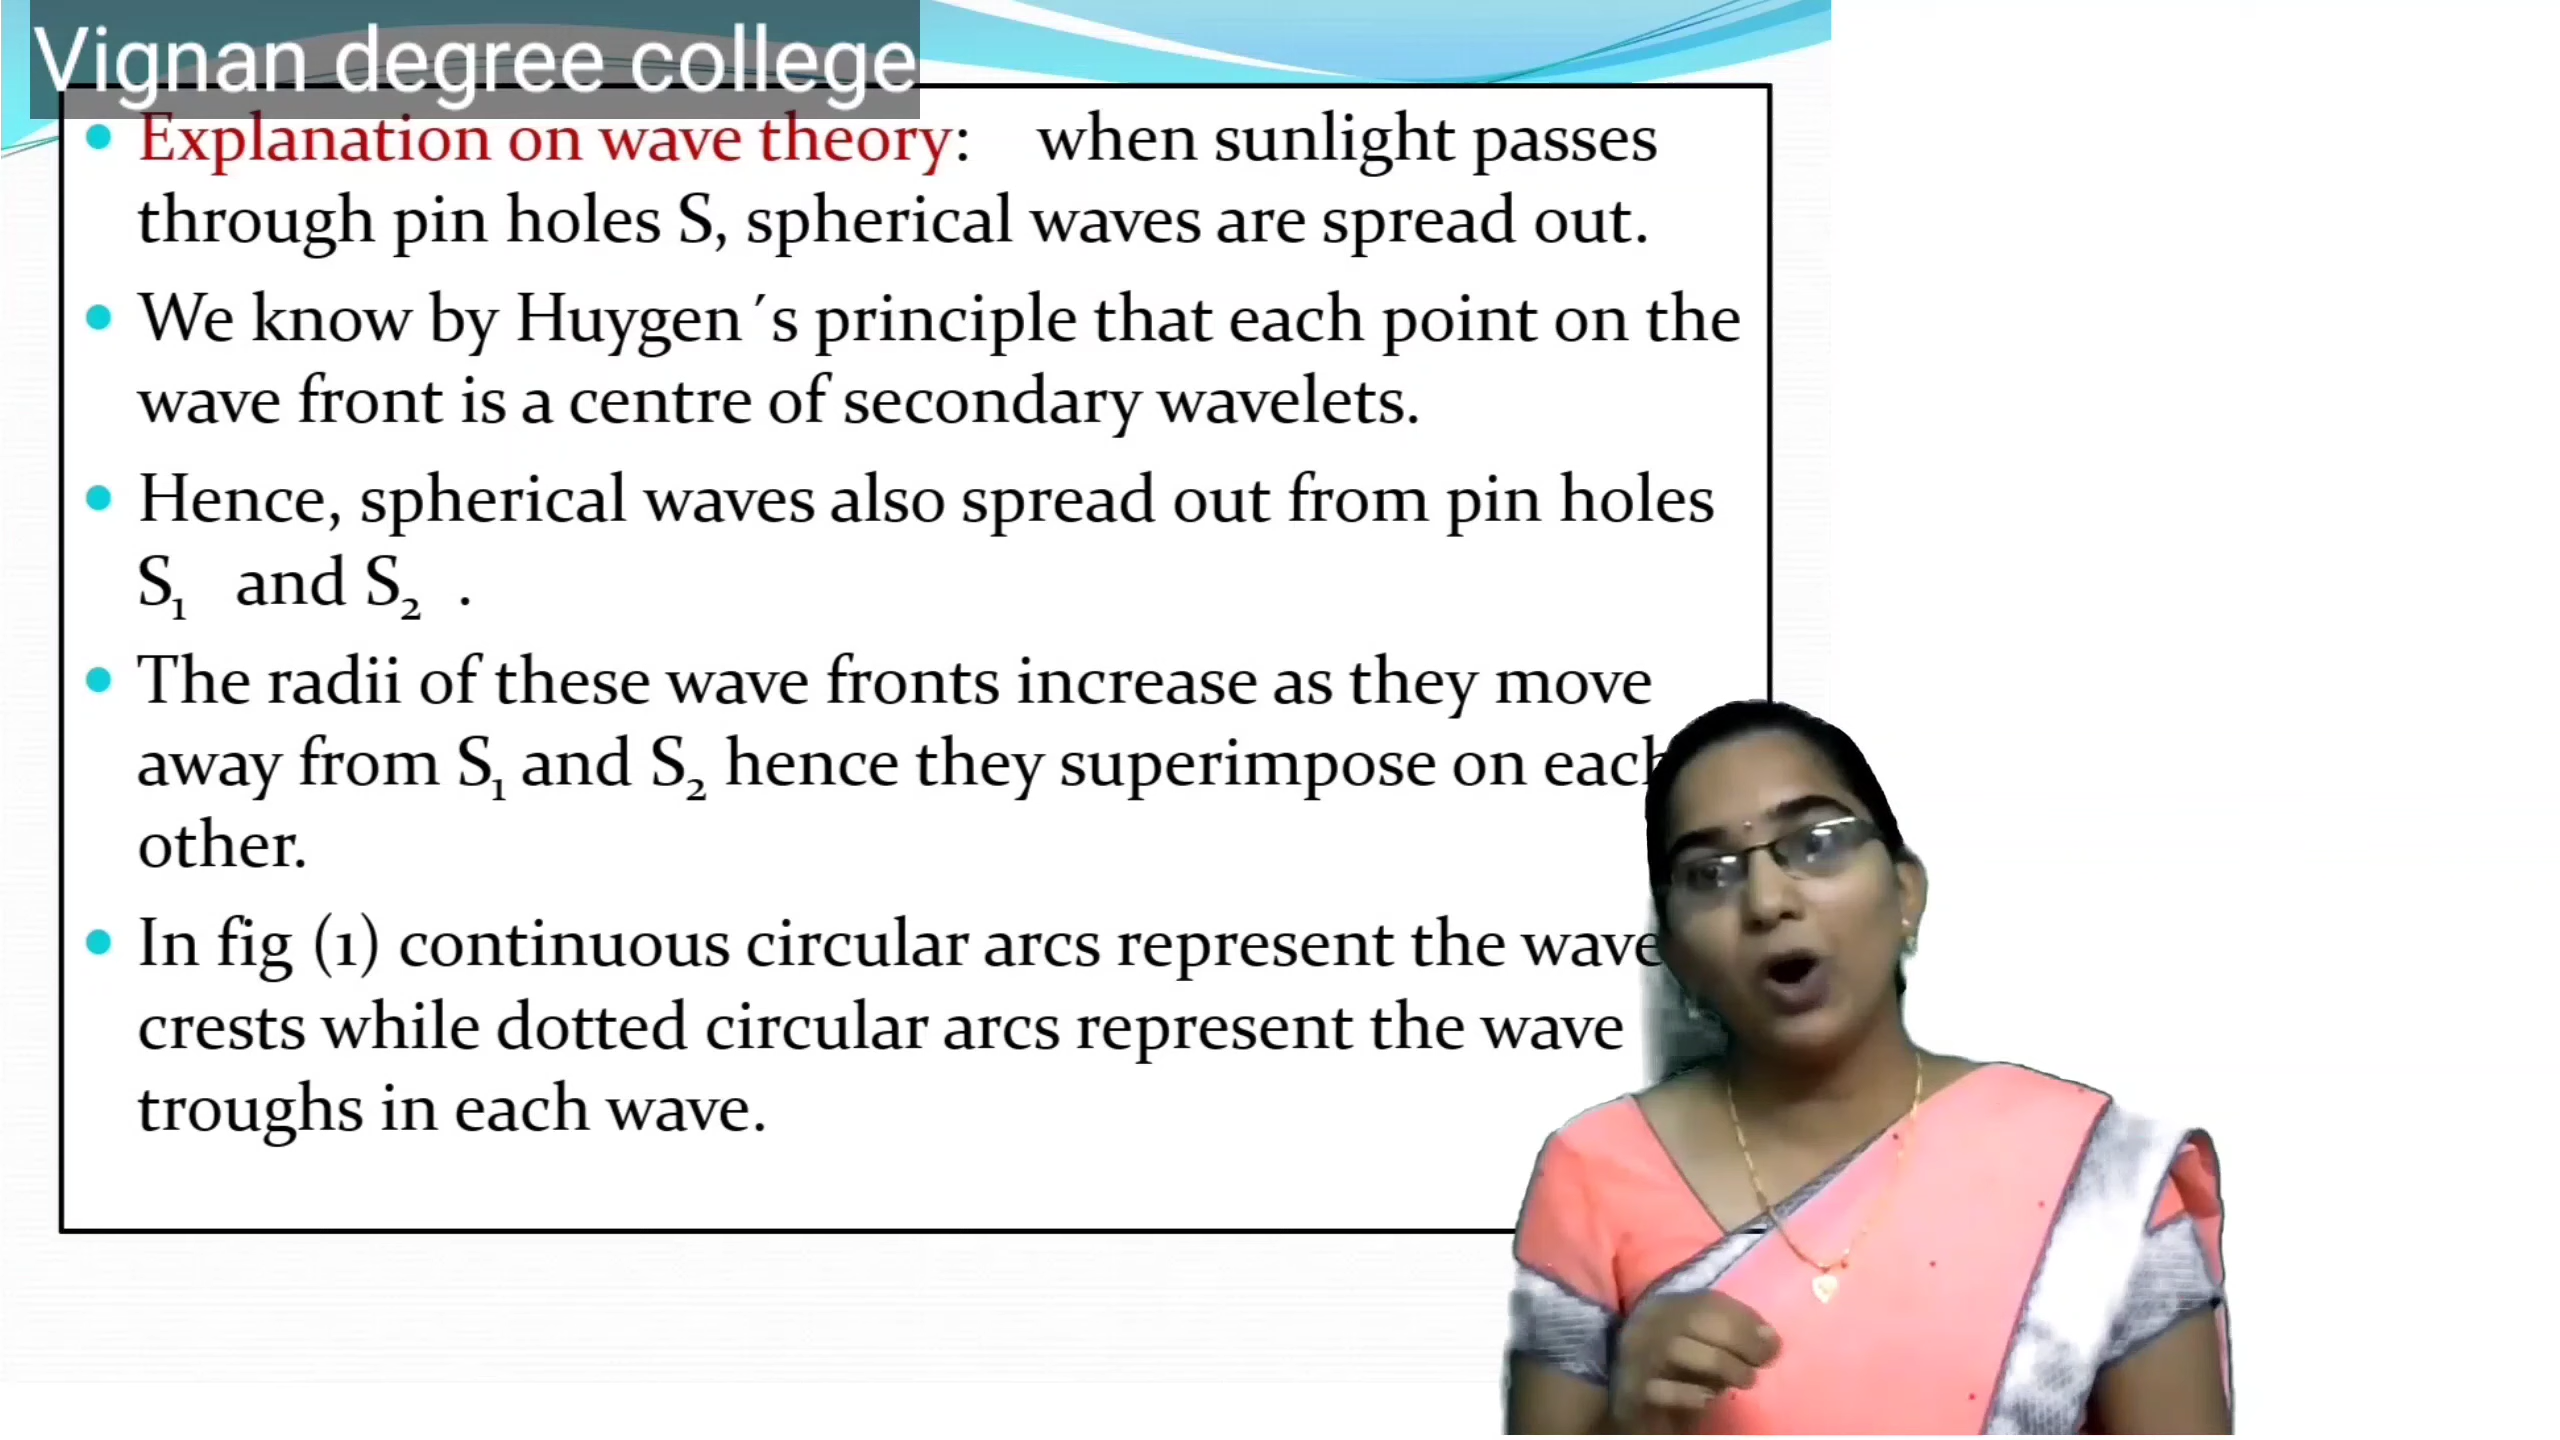 Vignan degree college
Explanation on wave theory: when sunlight passes
through pin holes S, spherical waves are spread out.
We know by Huygen´s principle that each point on the
wave front is a centre of secondary wavelets.
Hence, spherical waves also spread out from pin holes
S₁ and S₂ .
The radii of these wave fronts increase as they move
away from S₁ and S₂ hence they superimpose on each
other.
In fig (1) continuous circular arcs represent the wave
crests while dotted circular arcs represent the wave
troughs in each wave.